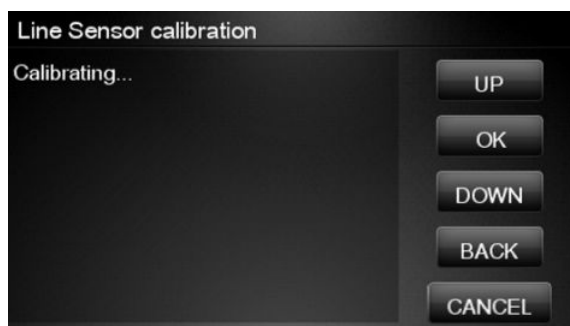 Line Sensor calibration
Calibrating...
UP
OK
DOWN
BACK
CANCEL